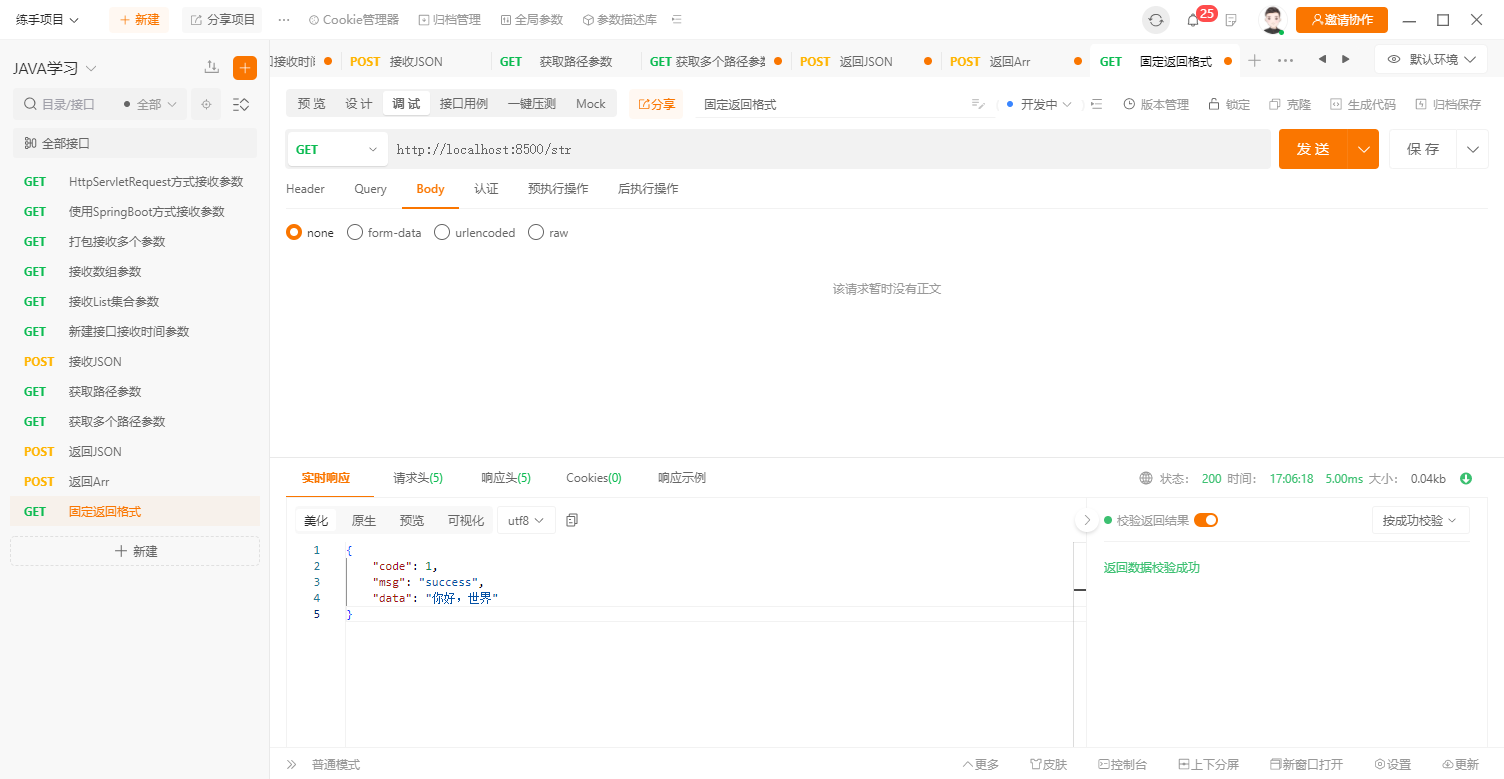 练手项目 新建 分享项目 ... Cookie管理器 归档管理 全局参数 参数描述库 25 邀请协作
JAVA学习
目录/接口 全部
全部接口
GET HttpServletRequest方式接收参数
GET 使用SpringBoot方式接收参数
GET 打包接收多个参数
GET 接收数组参数
GET 接收List集合参数
GET 新建接口接收时间参数
POST 接收JSON
GET 获取路径参数
GET 获取多个路径参数
POST 返回JSON
POST 返回Arr
GET 固定返回格式
新建
接收时 POST 接收JSON GET 获取路径参数 GET 获取多个路径参数 POST 返回JSON POST 返回Arr GET 固定返回格式 默认环境
预览 设计 调试 接口用例 一键压测 Mock 分享 固定返回格式 开发中 版本管理 锁定 克隆 生成代码 归档保存
GET http://localhost:8500/str 发送 保存
Header Query Body 认证 预执行操作 后执行操作
none form-data urlencoded raw
该请求暂时没有正文
实时响应 请求头(5) 响应头(5) Cookies(0) 响应示例 状态: 200 时间: 17:06:18 5.00ms 大小: 0.04kb
美化 原生 预览 可视化 utf8 校验返回结果 按成功校验
1 {
2 "code": 1,
3 "msg": "success",
4 "data": "你好，世界"
5 }
返回数据校验成功
普通模式 更多 皮肤 控制台 上下分屏 新窗口打开 设置 更新